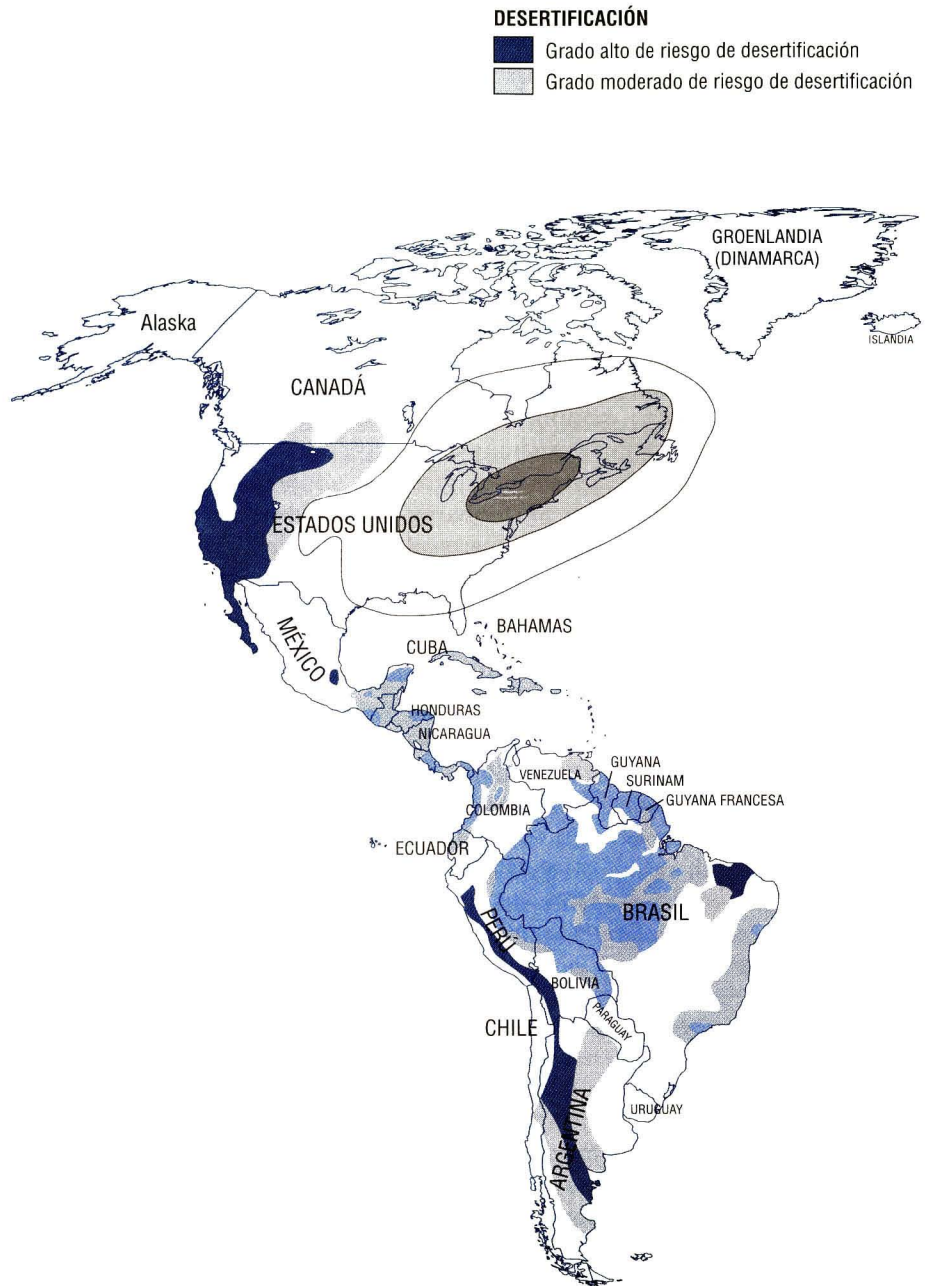 DESERTIFICACIÓN
Grado alto de riesgo de desertificación
Grado moderado de riesgo de desertificación
GROENLANDIA
(DINAMARCA)
Alaska
ISLANDIA
CANADÁ
ESTADOS UNIDOS
BAHAMAS
MÉXICO
CUBA
HONDURAS
NICARAGUA
VENEZUELA
GUYANA
SURINAM
GUYANA FRANCESA
COLOMBIA
ECUADOR
PERÚ
BRASIL
BOLIVIA
PARAGUAY
CHILE
URUGUAY
ARGENTINA